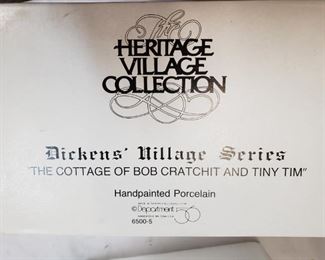 The
HERITAGE
VILLAGE
COLLECTION
Dickens' Village Series
"THE COTTAGE OF BOB CRATCHIT AND TINY TIM"
Handpainted Porcelain
© Department 56
6500-5